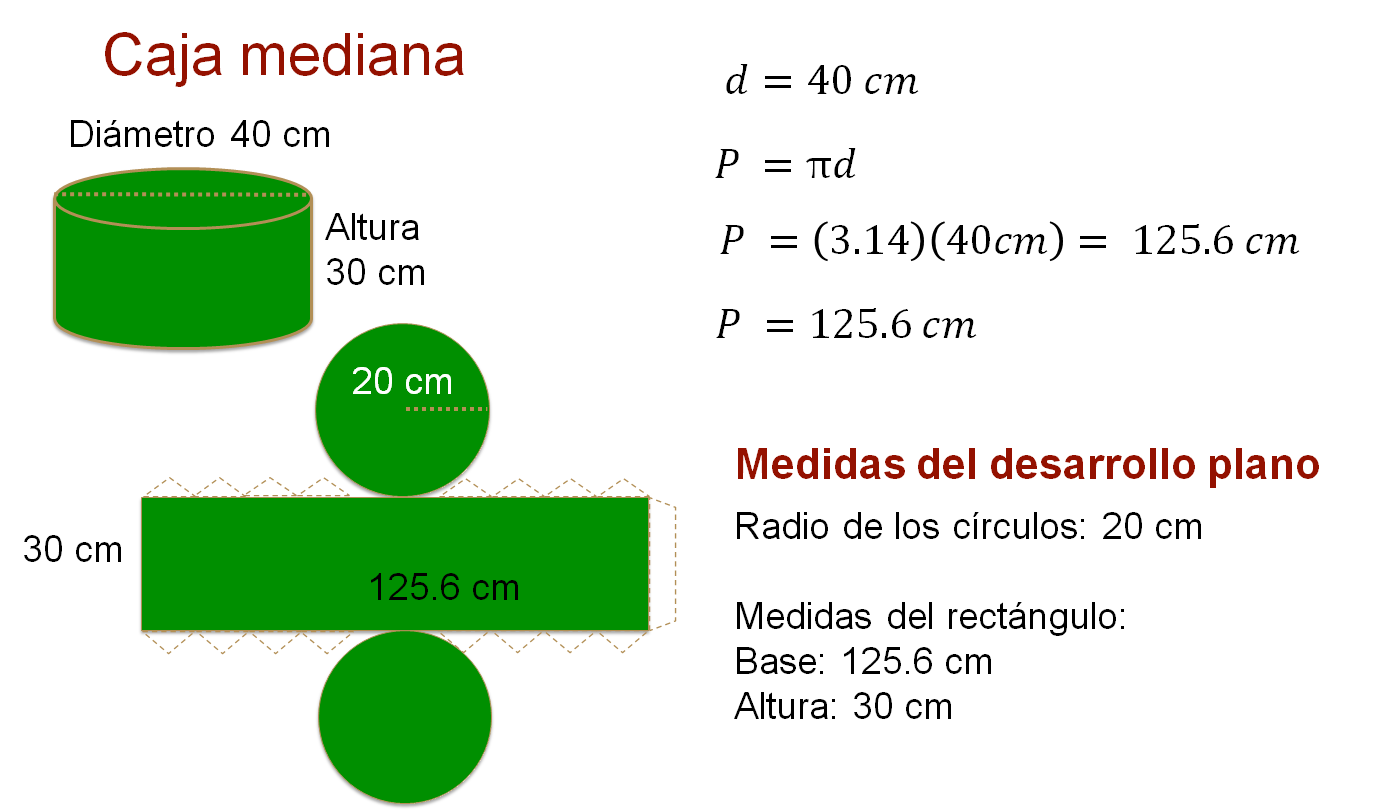 Caja mediana
Diámetro 40 cm
Altura
30 cm
20 cm
30 cm
125.6 cm
d = 40 cm
P = πd
P = (3.14)(40cm) = 125.6 cm
P = 125.6 cm
Medidas del desarrollo plano
Radio de los círculos: 20 cm
Medidas del rectángulo:
Base: 125.6 cm
Altura: 30 cm